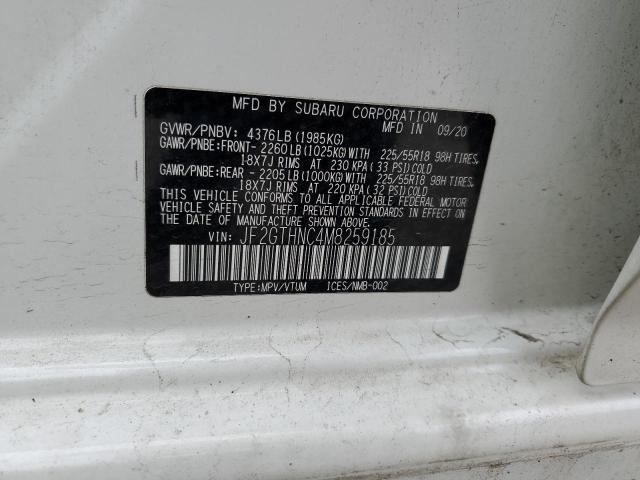 MFD BY SUBARU CORPORATION
GVWR/PNBV: 4376LB(1985KG) MFD IN 09/20
GAWR/PNBE:FRONT- 2260LB(1025KG)WITH 225/55R18 98H TIRES,
18X7J RIMS AT 230 KPA(33 PSI)COLD
GAWR/PNBE:REAR - 2205LB(1000KG)WITH 225/55R18 98H TIRES,
18X7J RIMS AT 220 KPA(32 PSI)COLD
THIS VEHICLE CONFORMS TO ALL APPLICABLE FEDERAL MOTOR
VEHICLE SAFETY BUMPER, AND THEFT PREVENTION STANDARDS
IN EFFECT ON THE DATE OF MANUFACTURE SHOWN ABOVE.
VIN: JF2GTHNC4M8259185
TYPE:MPV/VTUM ICES/NMB-002